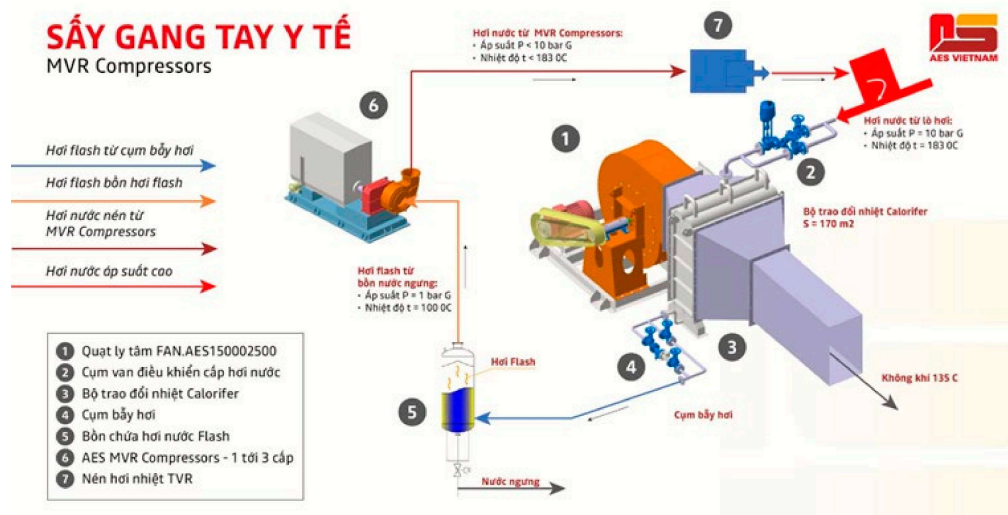 SẤY GANG TAY Y TẾ
MVR Compressors
Hơi nước từ MVR Compressors:
• Áp suất P < 10 bar G
• Nhiệt độ t < 183 0C
7
AES VIETNAM
6
1
Hơi nước từ lò hơi:
• Áp suất P = 10 bar G
• Nhiệt độ t = 183 0C
2
Hơi flash từ cụm bẫy hơi
Hơi flash bồn hơi flash
Hơi nước nén từ
MVR Compressors
Hơi nước áp suất cao
Bộ trao đổi nhiệt Calorifer
S = 170 m2
Hơi flash từ
bồn nước ngưng:
• Áp suất P = 1 bar G
• Nhiệt độ t = 100 0C
1 Quạt ly tâm FAN.AES150002500
2 Cụm van điều khiển cấp hơi nước
3 Bộ trao đổi nhiệt Calorifer
4 Cụm bẫy hơi
5 Bồn chứa hơi nước Flash
6 AES MVR Compressors - 1 tới 3 cấp
7 Nén hơi nhiệt TVR
Hơi Flash
4
3
5
Không khí 135 C
Cụm bẫy hơi
Nước ngưng